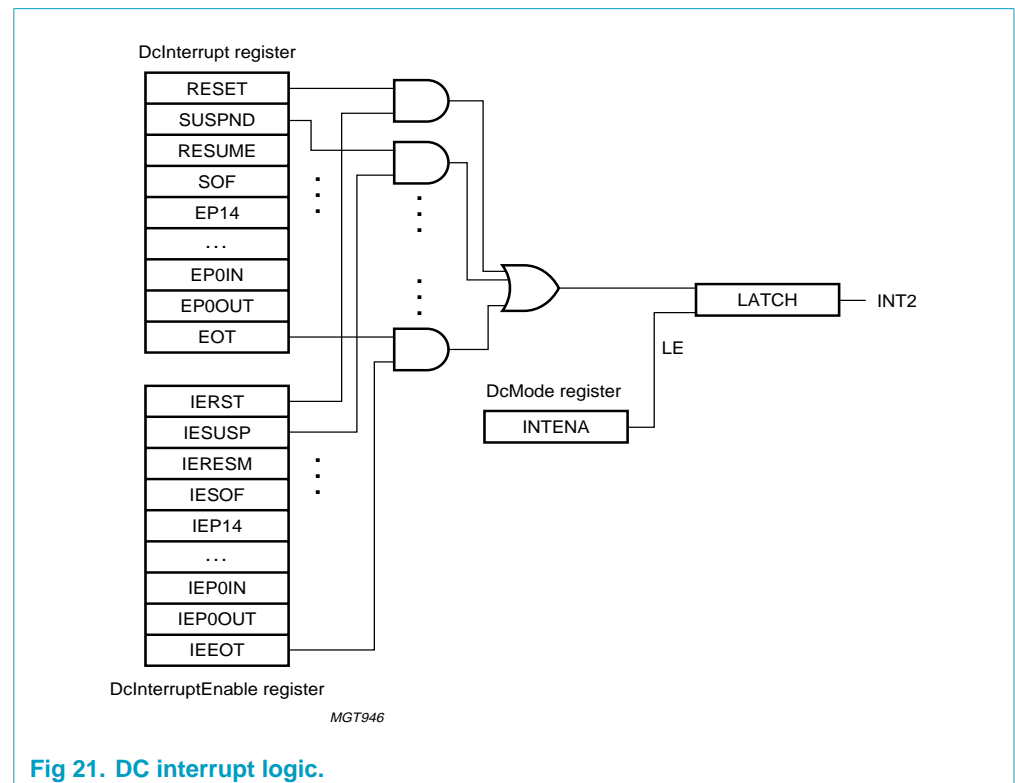 DcInterrupt register
RESET
SUSPND
RESUME
SOF
EP14
...
EP0IN
EP0OUT
EOT
IERST
IESUSP
IERESM
IESOF
IEP14
...
IEP0IN
IEP0OUT
IEEOT
DcInterruptEnable register
LATCH
INT2
LE
DcMode register
INTENA
MGT946
Fig 21. DC interrupt logic.